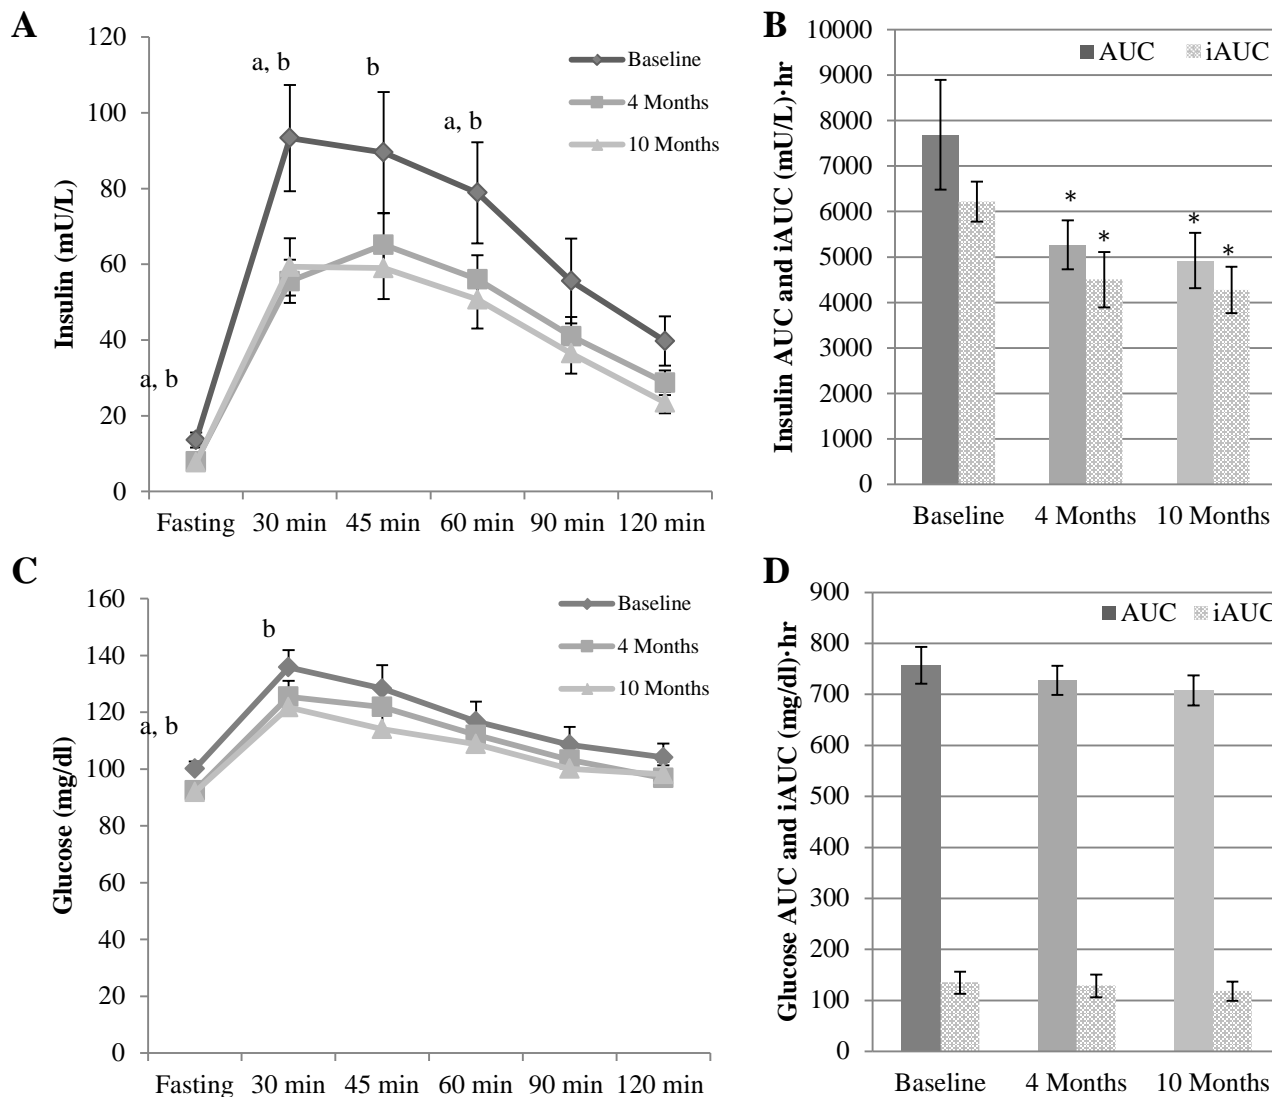 A
Insulin (mU/L)
120
100
80
60
40
20
0
a, b
a, b
b
a, b
Baseline
4 Months
10 Months
Fasting 30 min 45 min 60 min 90 min 120 min
B
Insulin AUC and iAUC (mU/L)·hr
10000
9000
8000
7000
6000
5000
4000
3000
2000
1000
0
AUC iAUC
* * * *
Baseline 4 Months 10 Months
C
Glucose (mg/dl)
160
140
120
100
80
60
40
20
0
a, b
b
Baseline
4 Months
10 Months
Fasting 30 min 45 min 60 min 90 min 120 min
D
Glucose AUC and iAUC (mg/dl)·hr
900
800
700
600
500
400
300
200
100
0
AUC iAUC
Baseline 4 Months 10 Months